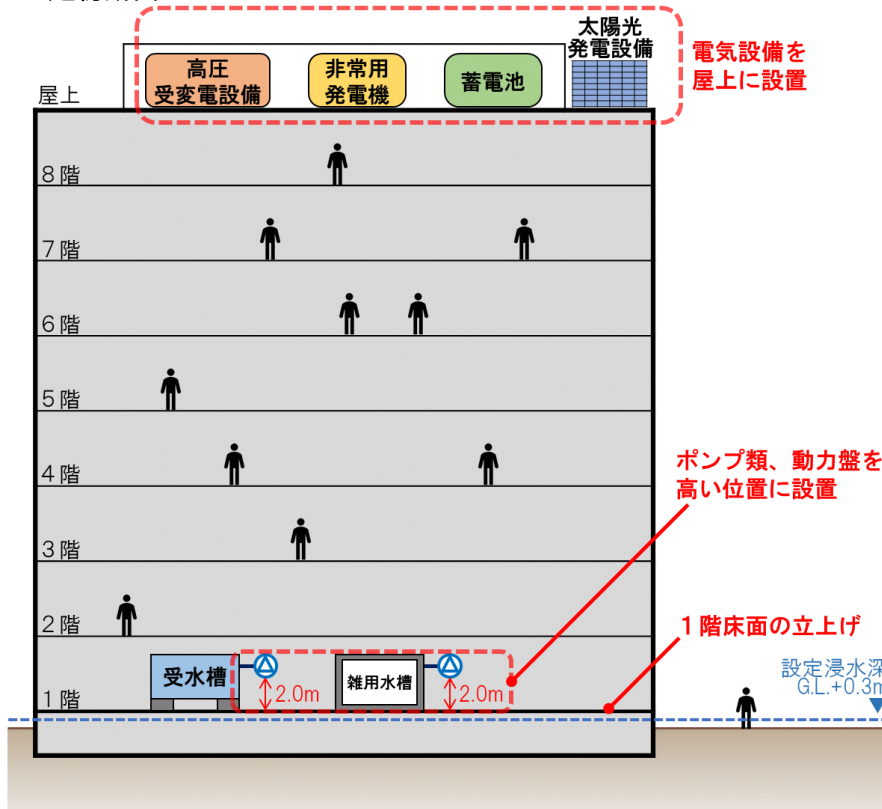 太陽光
発電設備
高圧
受変電設備
非常用
発電機
蓄電池
電気設備を
屋上に設置
屋上
8階
7階
6階
5階
4階
ポンプ類、動力盤を
高い位置に設置
3階
2階
1階床面の立上げ
受水槽
2.0m
雑用水槽
2.0m
設定浸水深
G.L.+0.3m
1階